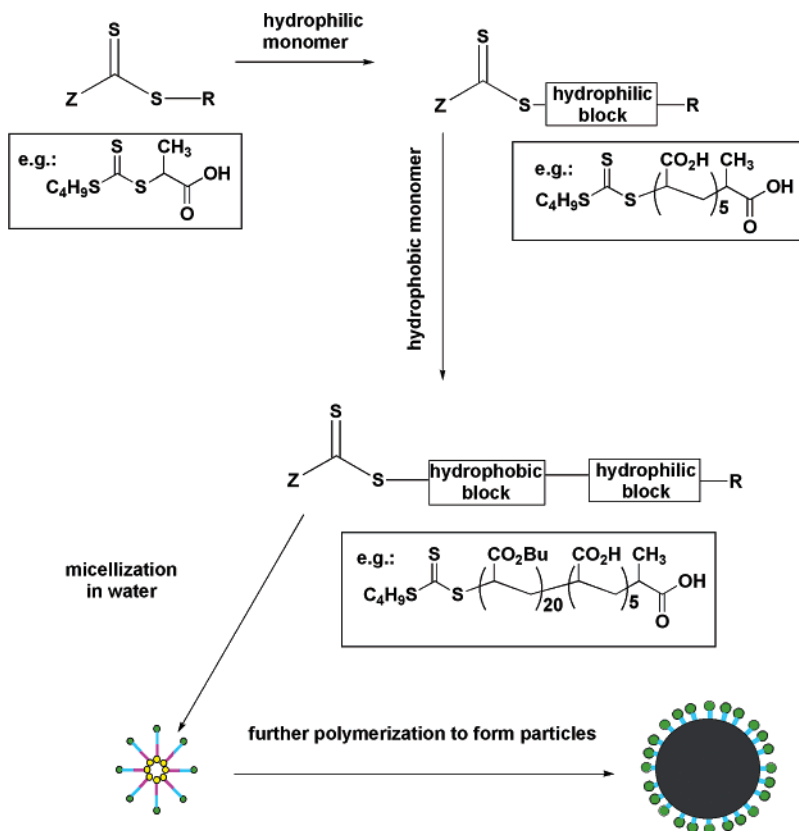 hydrophilic
monomer
S
Z
S
R
e.g.:
S
CH₃
C₄H₉S
S
OH
O
S
Z
S
hydrophilic
block
R
e.g.:
S
CO₂H
CH₃
C₄H₉S
S
5
OH
O
hydrophobic monomer
S
Z
S
hydrophobic
block
hydrophilic
block
R
e.g.:
S
CO₂Bu
CO₂H
CH₃
C₄H₉S
S
20
5
OH
O
micellization
in water
further polymerization to form particles